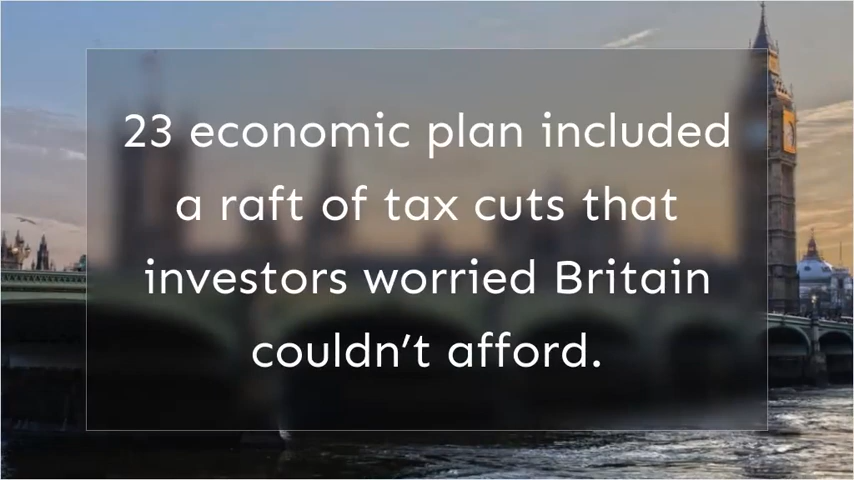 23 economic plan included
a raft of tax cuts that
investors worried Britain
couldn’t afford.